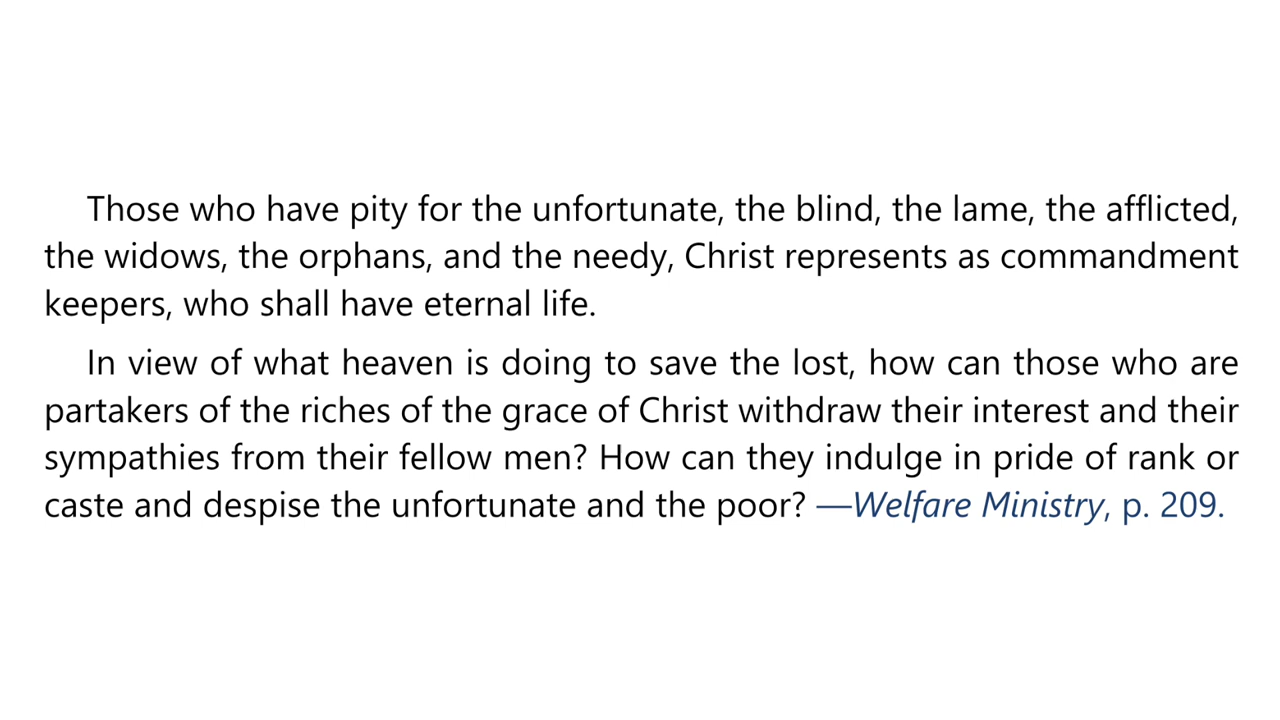 Those who have pity for the unfortunate, the blind, the lame, the afflicted,
the widows, the orphans, and the needy, Christ represents as commandment
keepers, who shall have eternal life.
In view of what heaven is doing to save the lost, how can those who are
partakers of the riches of the grace of Christ withdraw their interest and their
sympathies from their fellow men? How can they indulge in pride of rank or
caste and despise the unfortunate and the poor? —Welfare Ministry, p. 209.